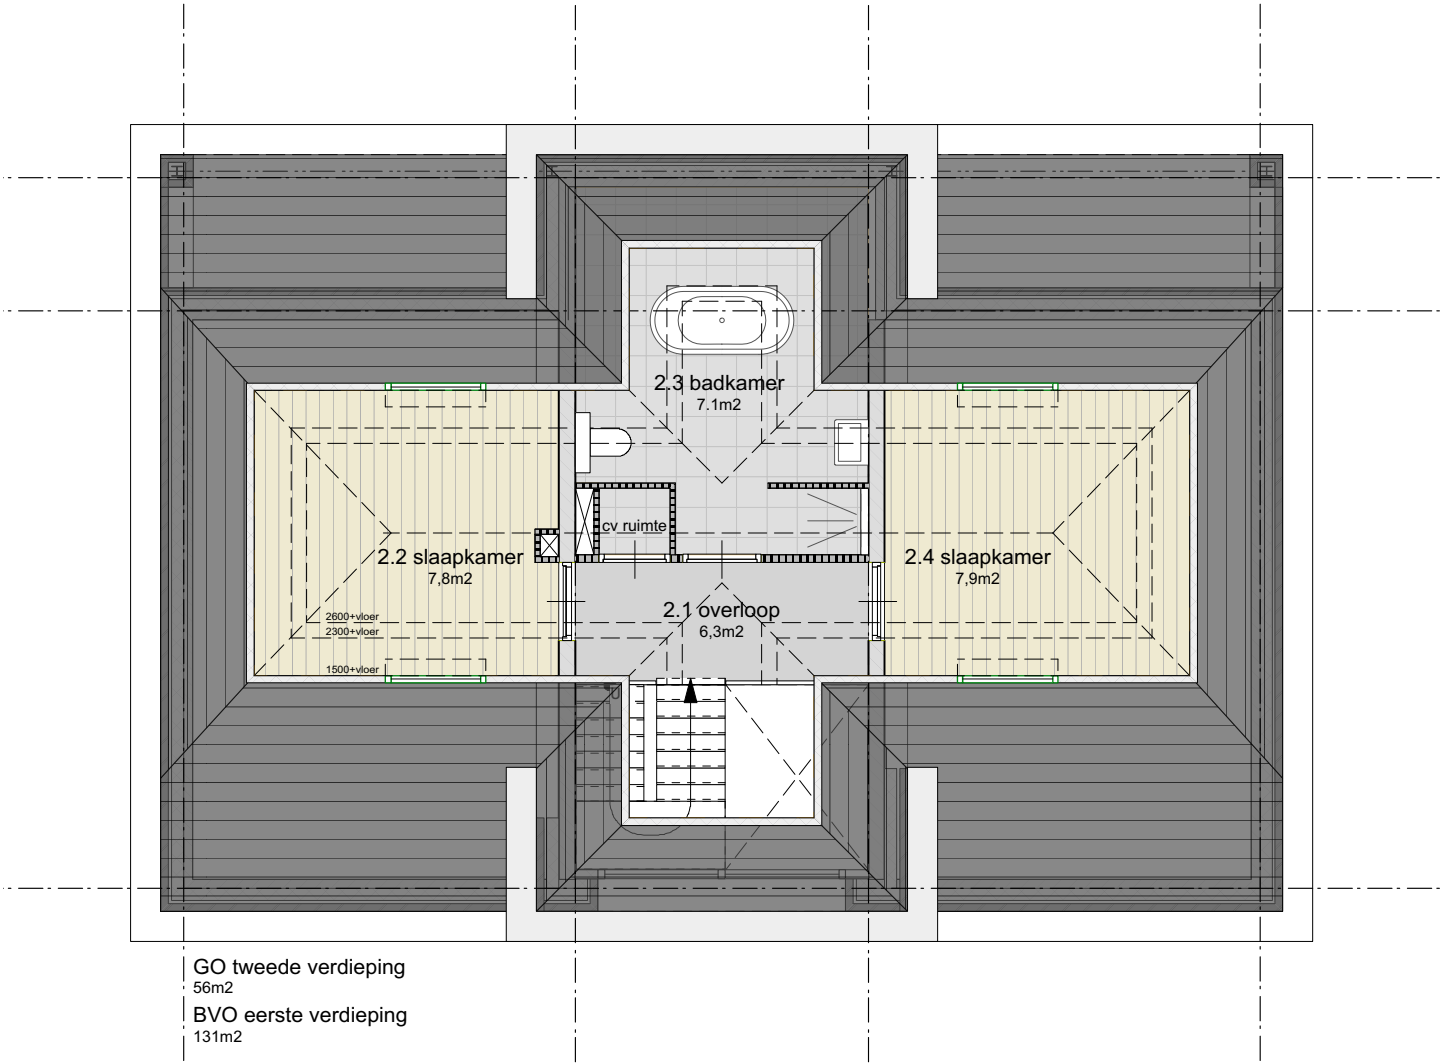 2.3 badkamer
7.1m2
cv ruimte
2.2 slaapkamer
7,8m2
2.4 slaapkamer
7,9m2
2.1 overloop
6,3m2
2600+vloer
2300+vloer
1500+vloer
GO tweede verdieping
56m2
BVO eerste verdieping
131m2